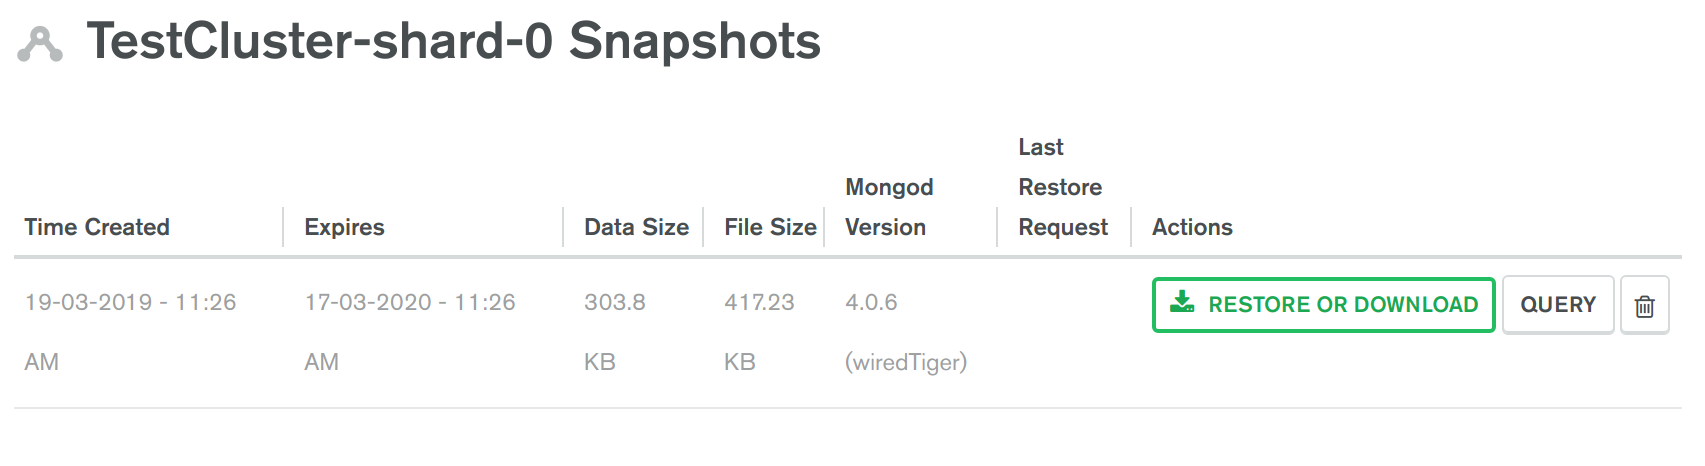 TestCluster-shard-0 Snapshots
Last
Mongod Restore
Time Created Expires Data Size File Size Version Request Actions
19-03-2019 - 11:26 17-03-2020 - 11:26 303.8 417.23 4.0.6 RESTORE OR DOWNLOAD QUERY
AM AM KB KB (wiredTiger)